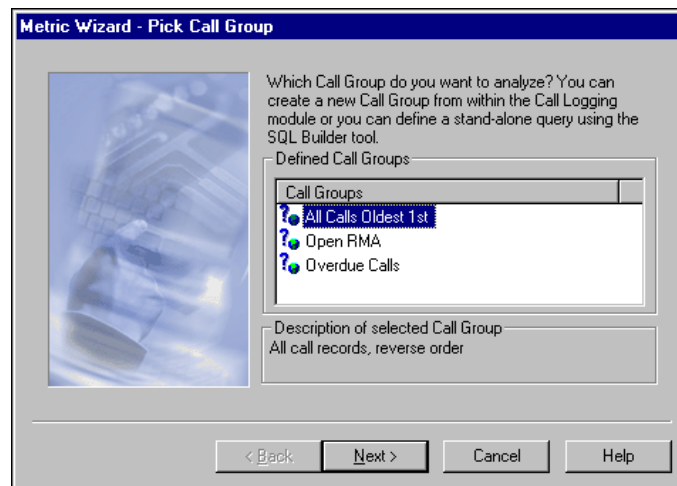 Metric Wizard - Pick Call Group
Which Call Group do you want to analyze? You can
create a new Call Group from within the Call Logging
module or you can define a stand-alone query using the
SQL Builder tool.
Defined Call Groups
Call Groups
All Calls Oldest 1st
Open RMA
Overdue Calls
Description of selected Call Group
All call records, reverse order
< Back
Next >
Cancel
Help